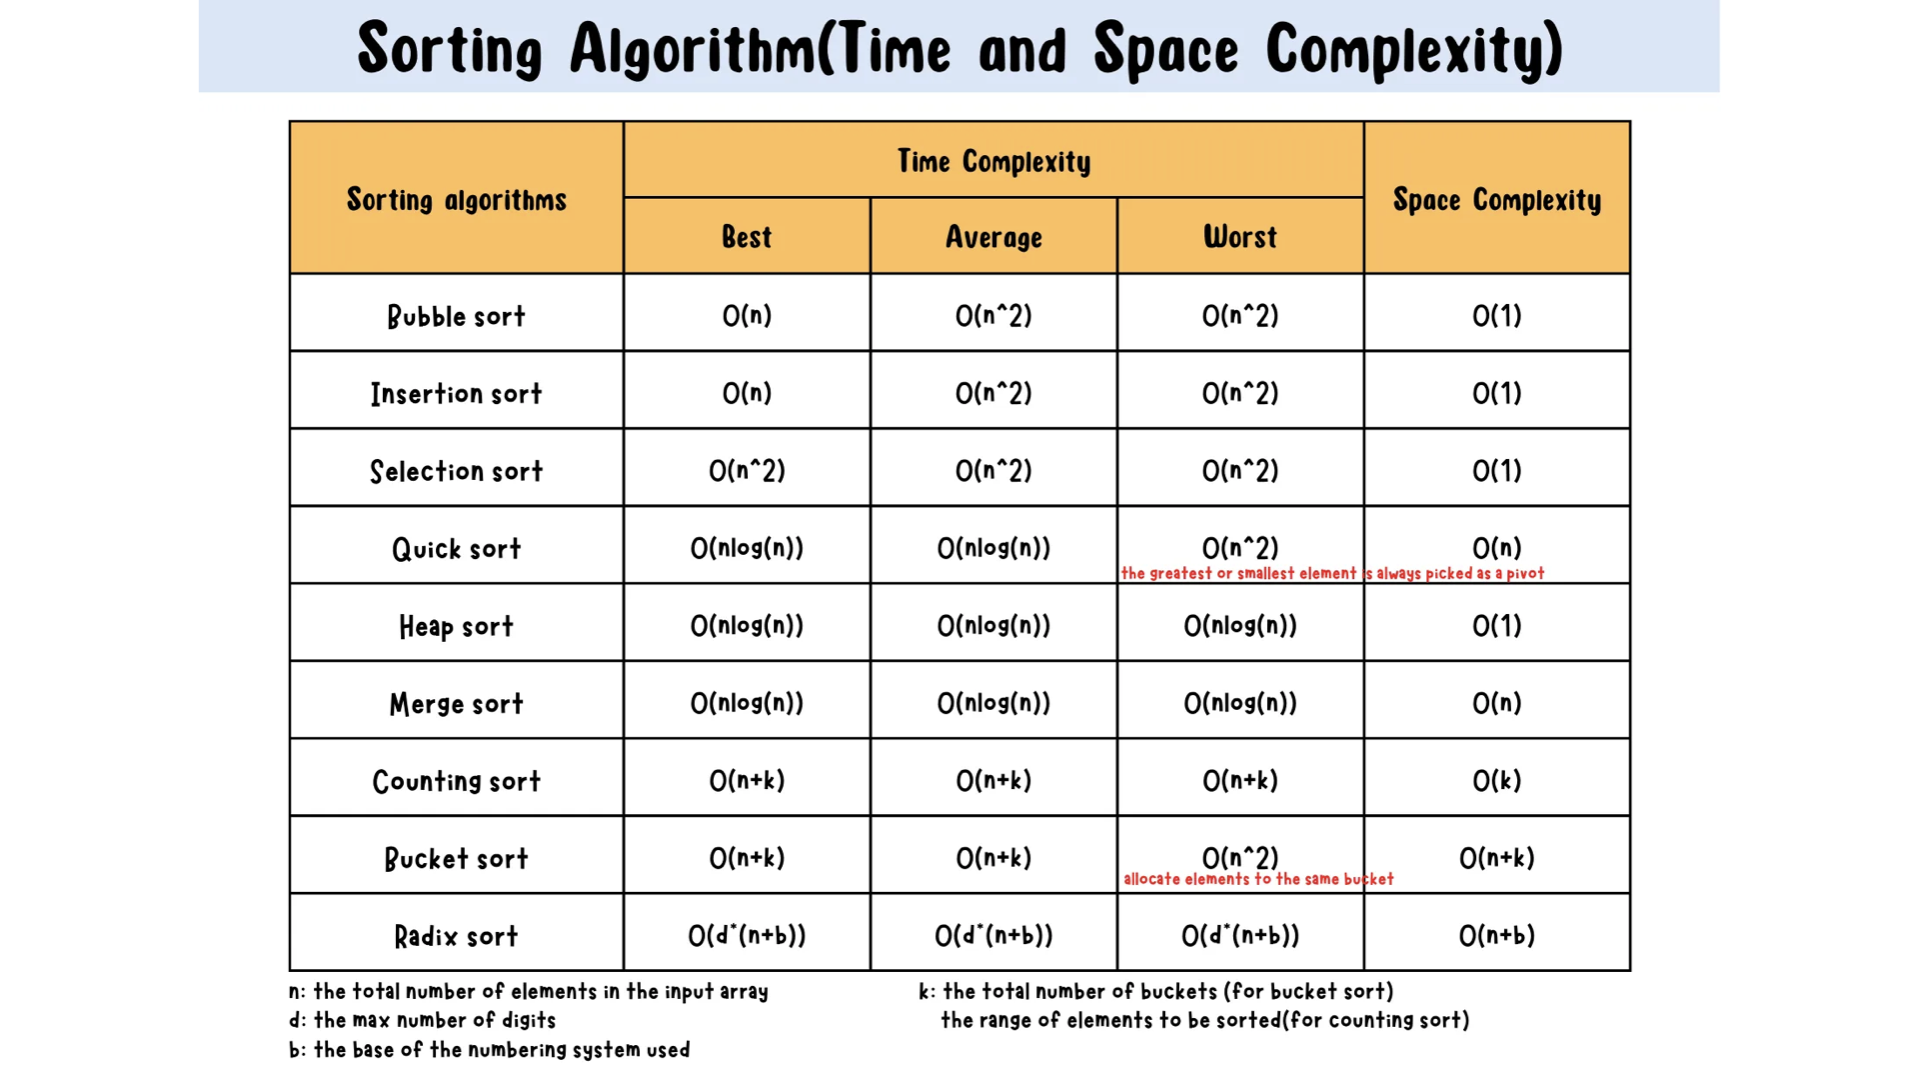 Sorting Algorithm(Time and Space Complexity)
Sorting algorithms
Time Complexity
Space Complexity
Best Average Worst
Bubble sort O(n) O(n^2) O(n^2) O(1)
Insertion sort O(n) O(n^2) O(n^2) O(1)
Selection sort O(n^2) O(n^2) O(n^2) O(1)
Quick sort O(nlog(n)) O(nlog(n)) O(n^2) O(n)
the greatest or smallest element is always picked as a pivot
Heap sort O(nlog(n)) O(nlog(n)) O(nlog(n)) O(1)
Merge sort O(nlog(n)) O(nlog(n)) O(nlog(n)) O(n)
Counting sort O(n+k) O(n+k) O(n+k) O(k)
Bucket sort O(n+k) O(n+k) O(n^2) O(n+k)
allocate elements to the same bucket
Radix sort O(d*(n+b)) O(d*(n+b)) O(d*(n+b)) O(n+b)
n: the total number of elements in the input array
d: the max number of digits
b: the base of the numbering system used
k: the total number of buckets (for bucket sort)
the range of elements to be sorted(for counting sort)